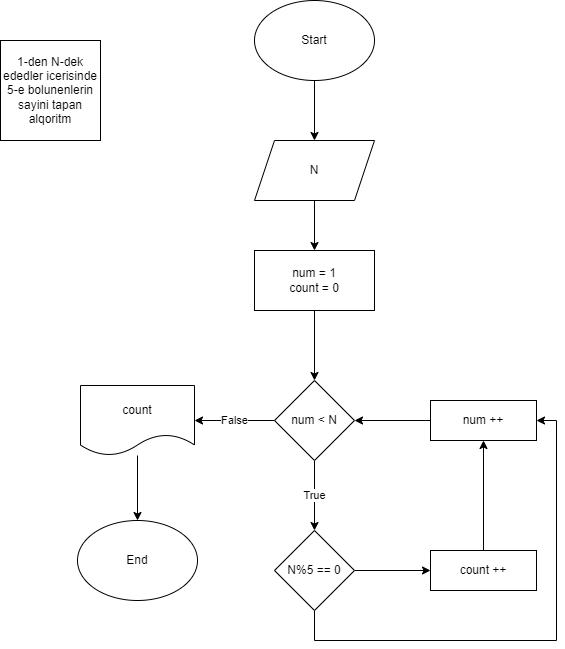 Start
1-den N-dek
ededler icerisinde
5-e bolunenlerin
sayini tapan
alqoritm
N
num = 1
count = 0
count
False
num < N
num ++
True
End
N%5 == 0
count ++